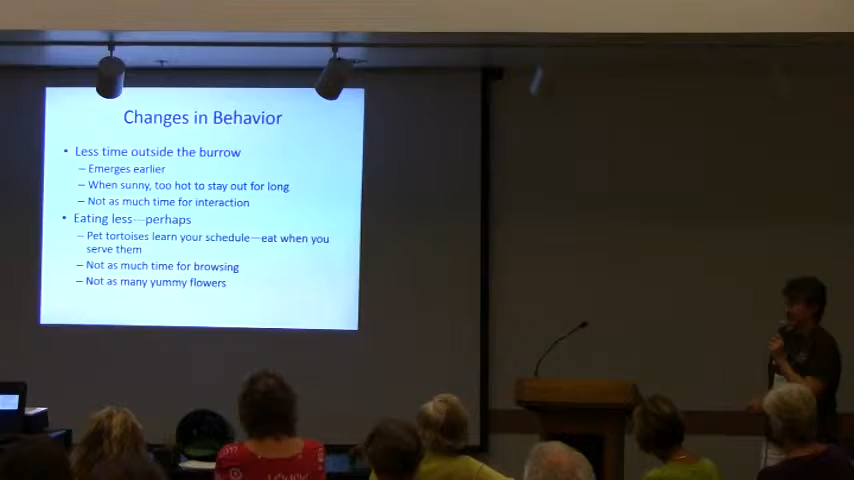 Changes in Behavior
• Less time outside the burrow
– Emerges earlier
– When sunny, too hot to stay out for long
– Not as much time for interaction
• Eating less---perhaps
– Pet tortoises learn your schedule—eat when you
serve them
– Not as much time for browsing
– Not as many yummy flowers